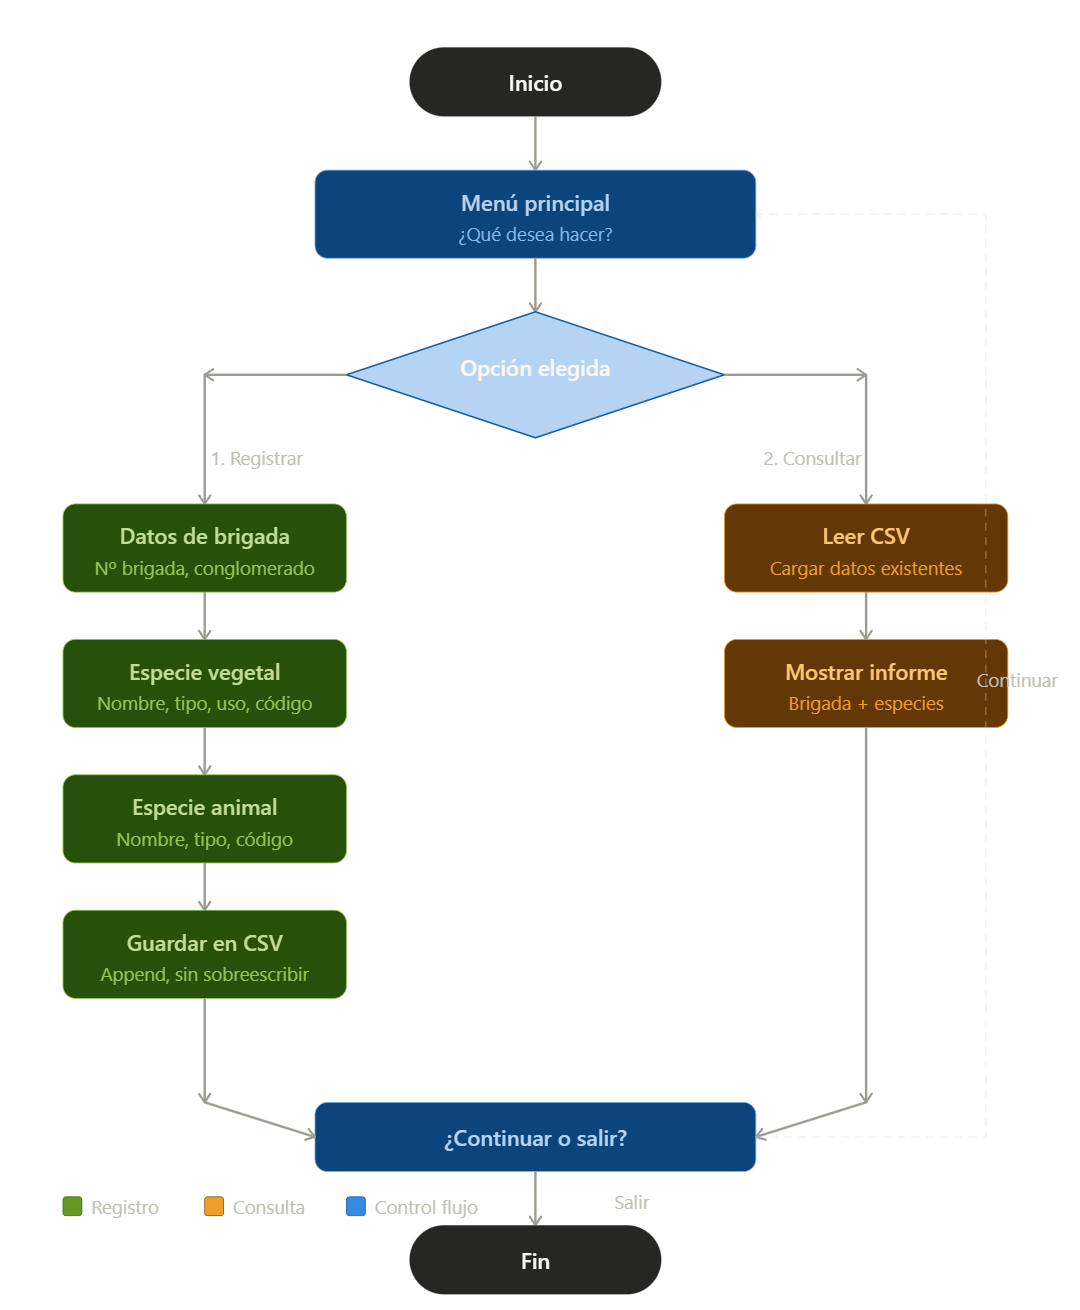 Inicio
Menú principal
¿Qué desea hacer?
Opción elegida
1. Registrar
2. Consultar
Datos de brigada
Nº brigada, conglomerado
Leer CSV
Cargar datos existentes
Especie vegetal
Nombre, tipo, uso, código
Mostrar informe
Brigada + especies
Continuar
Especie animal
Nombre, tipo, código
Guardar en CSV
Append, sin sobreescribir
¿Continuar o salir?
Registro
Consulta
Control flujo
Salir
Fin